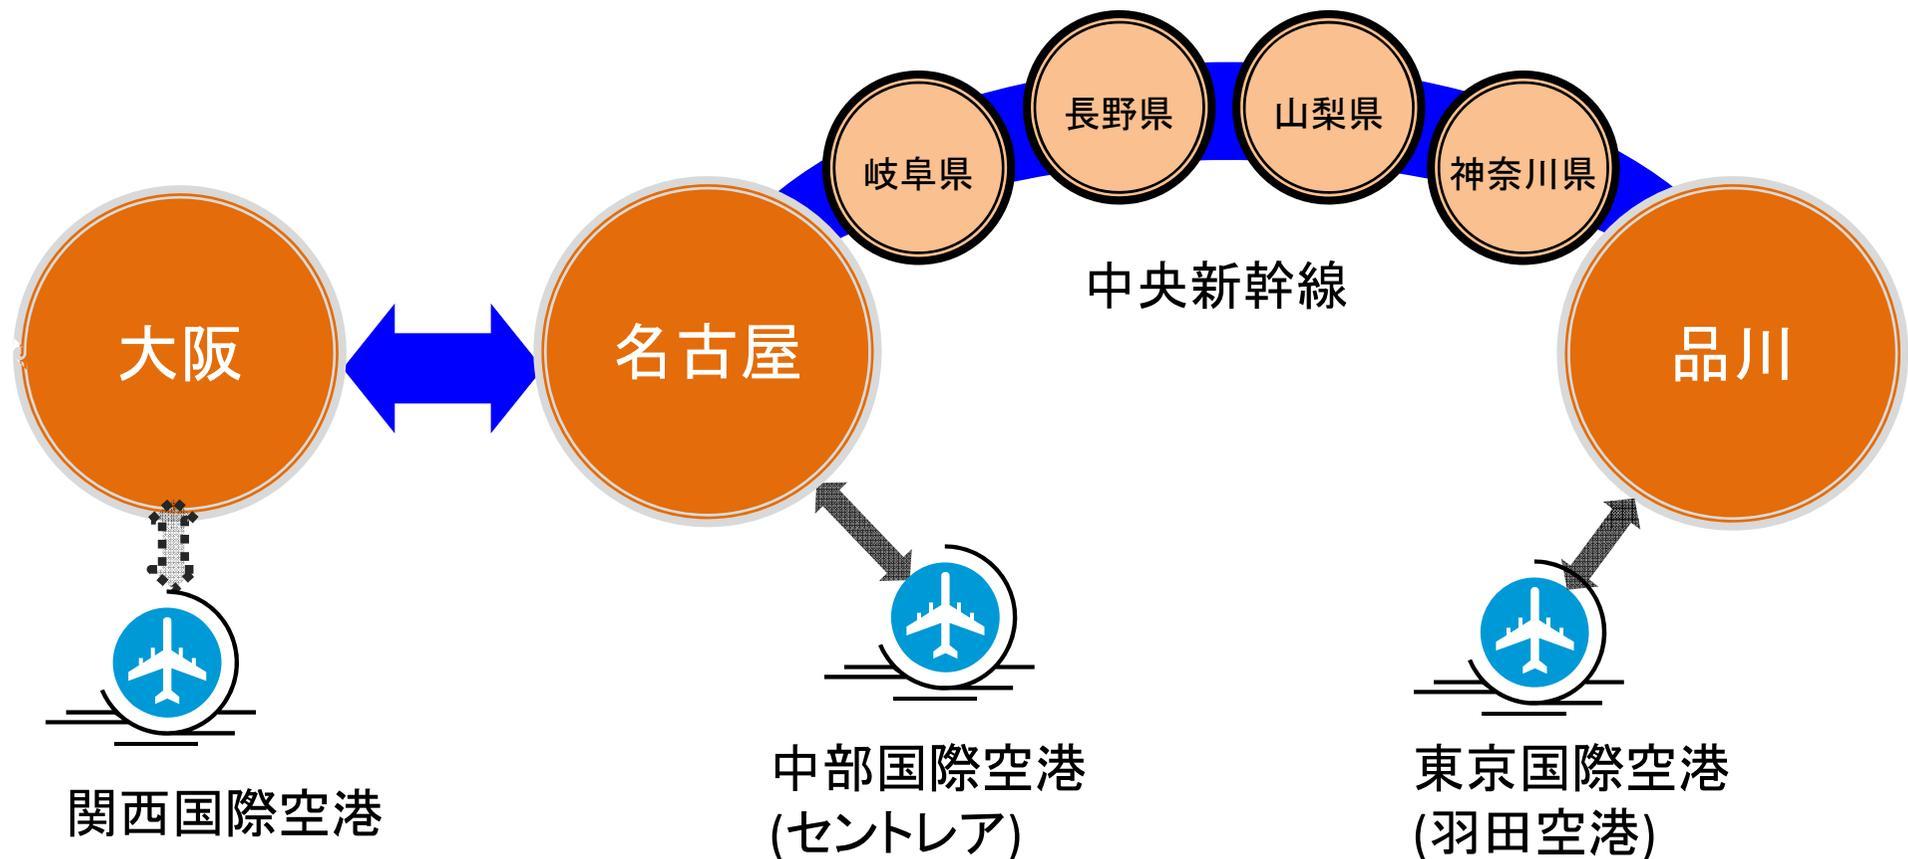 岐阜県
長野県
山梨県
神奈川県
中央新幹線
大阪
名古屋
品川
関西国際空港
中部国際空港
(セントレア)
東京国際空港
(羽田空港)